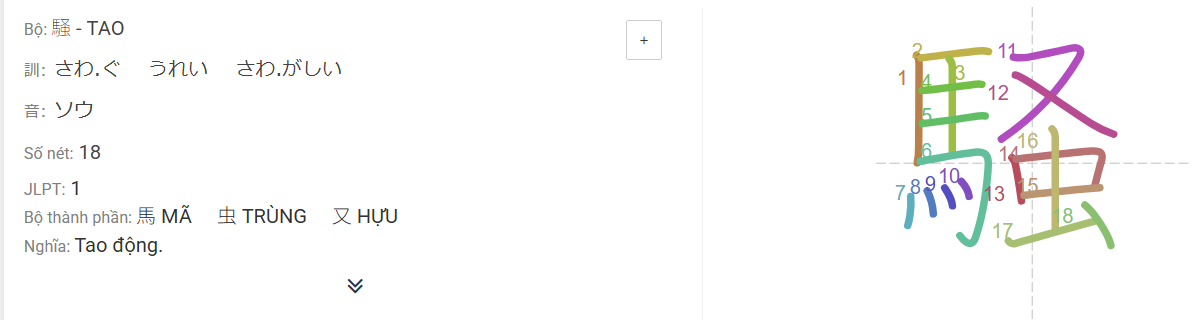 Bộ: 騒 - TAO
訓: さわ.ぐ うれい さわ.がしい
音: ソウ
Số nét: 18
JLPT: 1
Bộ thành phần: 馬 MÃ 虫 TRÙNG 又 HỰU
Nghĩa: Tao động.
+
騒
1
2
3
4
5
6
7
8
9
10
11
12
13
14
15
16
17
18